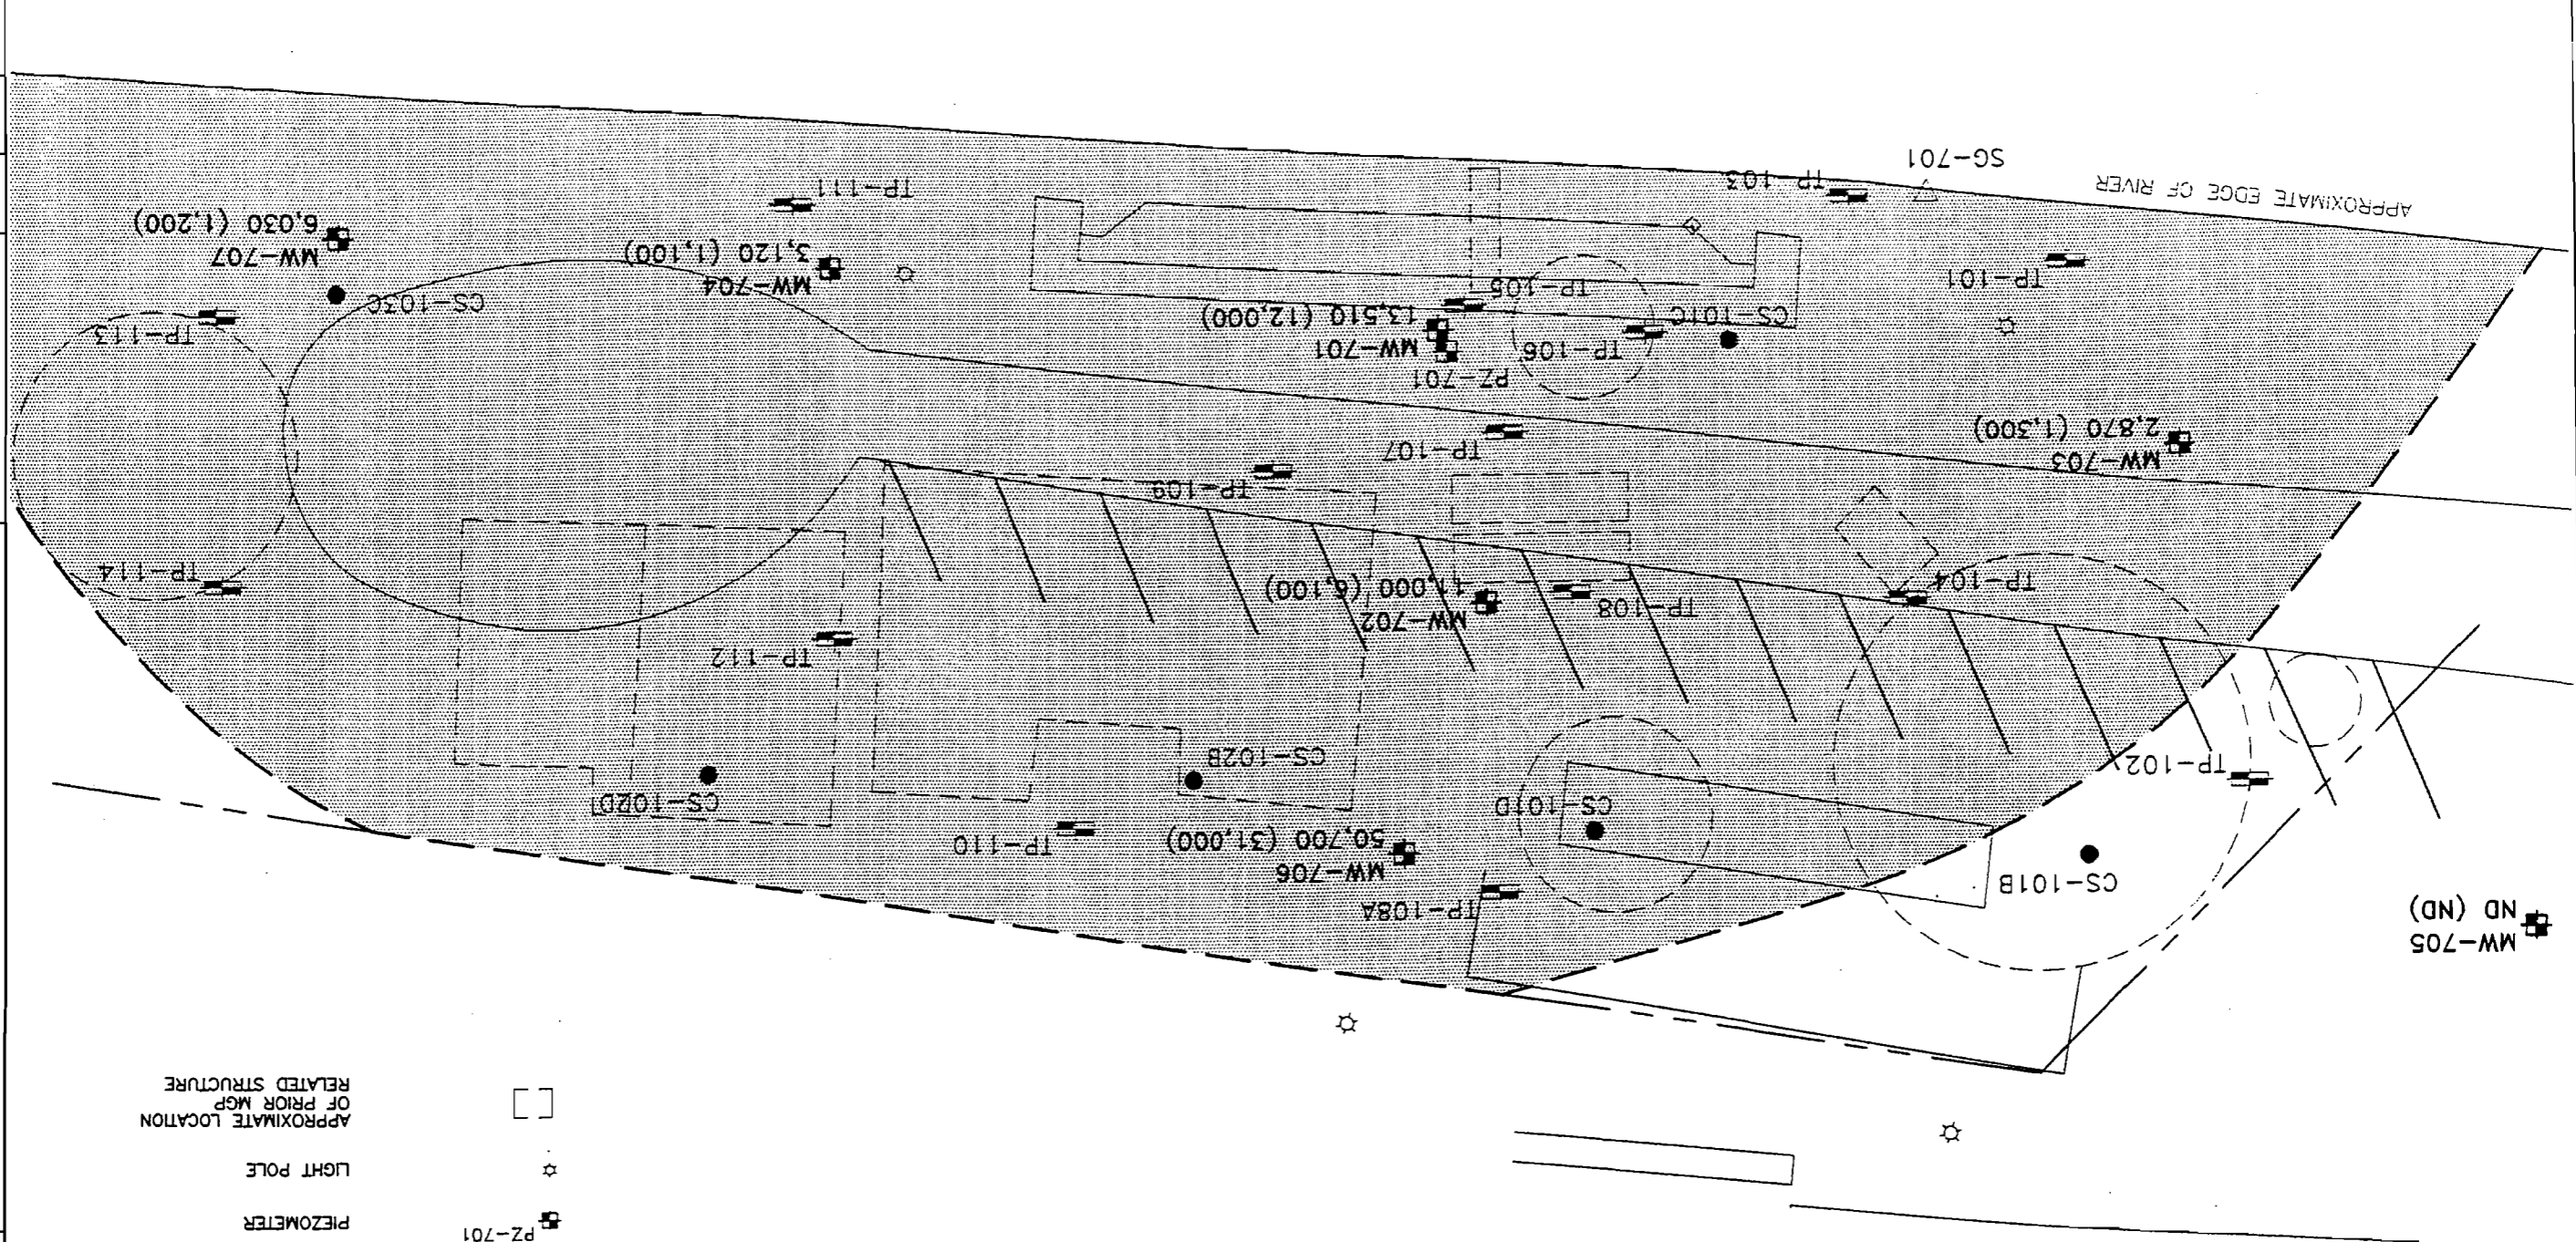 PZ-701
PIEZOMETER
LIGHT POLE
APPROXIMATE LOCATION
OF PRIOR MGP
RELATED STRUCTURE
MW-705
ND (ND)
CS-101B
TP-108A
MW-706
50,700 (31,000)
TP-110
CS-101D
CS-102D
CS-102B
TP-102
TP-112
MW-702
11,000 (6,100)
TP-108
TP-104
TP-114
TP-109
TP-107
MW-703
2,870 (1,300)
PZ-701
MW-701
13,510 (12,000)
TP-106
TP-105
CS-101C
TP-113
CS-103C
MW-704
3,120 (1,100)
TP-101
MW-707
6,030 (1,200)
TP-111
TP-103
SG-701
APPROXIMATE EDGE OF RIVER